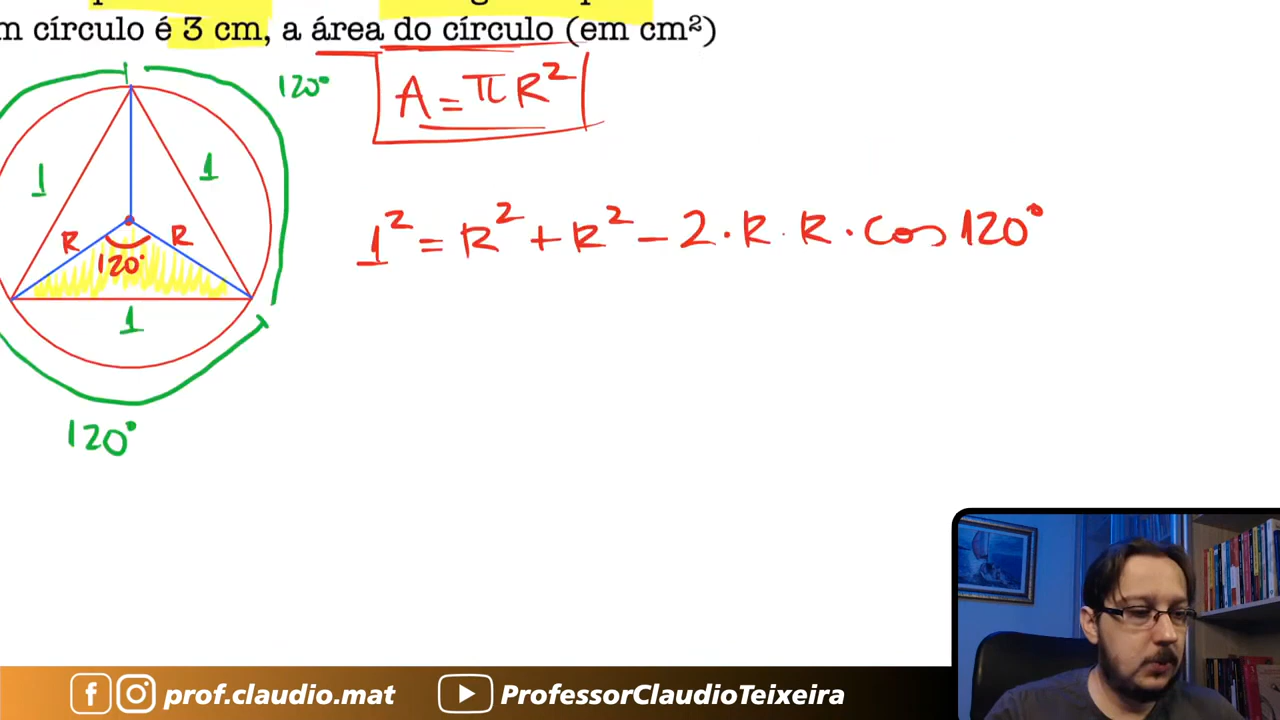 m círculo é 3 cm, a área do círculo (em cm²)
120°
A = πR²
1
1
1² = R² + R² - 2 · R · R · cos 120°
R
R
120°
1
120°
prof.claudio.mat
ProfessorClaudioTeixeira